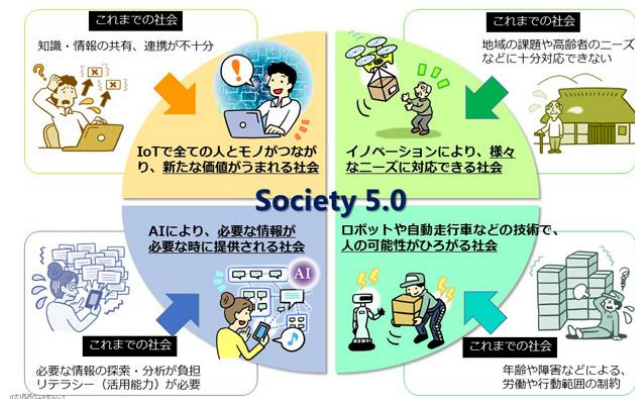 これまでの社会
知識・情報の共有、連携が不十分
IoTで全ての人とモノがつなが
り、新たな価値がうまれる社会
これまでの社会
地域の課題や高齢者のニーズ
などに十分対応できない
イノベーションにより、様々
なニーズに対応できる社会
Society 5.0
AIにより、必要な情報が
必要な時に提供される社会
AI
これまでの社会
必要な情報の探索・分析が負担
リテラシー（活用能力）が必要
ロボットや自動走行車などの技術で、
人の可能性がひろがる社会
これまでの社会
年齢や障害などによる、
労働や行動範囲の制約